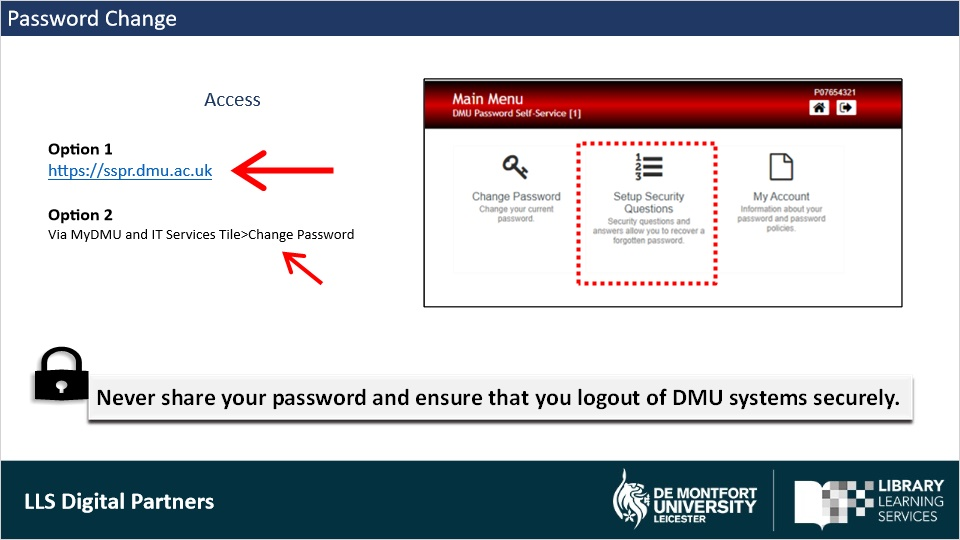 Password Change
Access
Option 1
https://sspr.dmu.ac.uk
Option 2
Via MyDMU and IT Services Tile>Change Password
Main Menu
DMU Password Self-Service [1]
P07654321
Change Password
Change your current
password.
1
2
3
Setup Security
Questions
Security questions and
answers allow you to recover a
forgotten password.
My Account
Information about your
password and password
policies.
Never share your password and ensure that you logout of DMU systems securely.
LLS Digital Partners
DE MONTFORT
UNIVERSITY
LEICESTER
LIBRARY
LEARNING
SERVICES